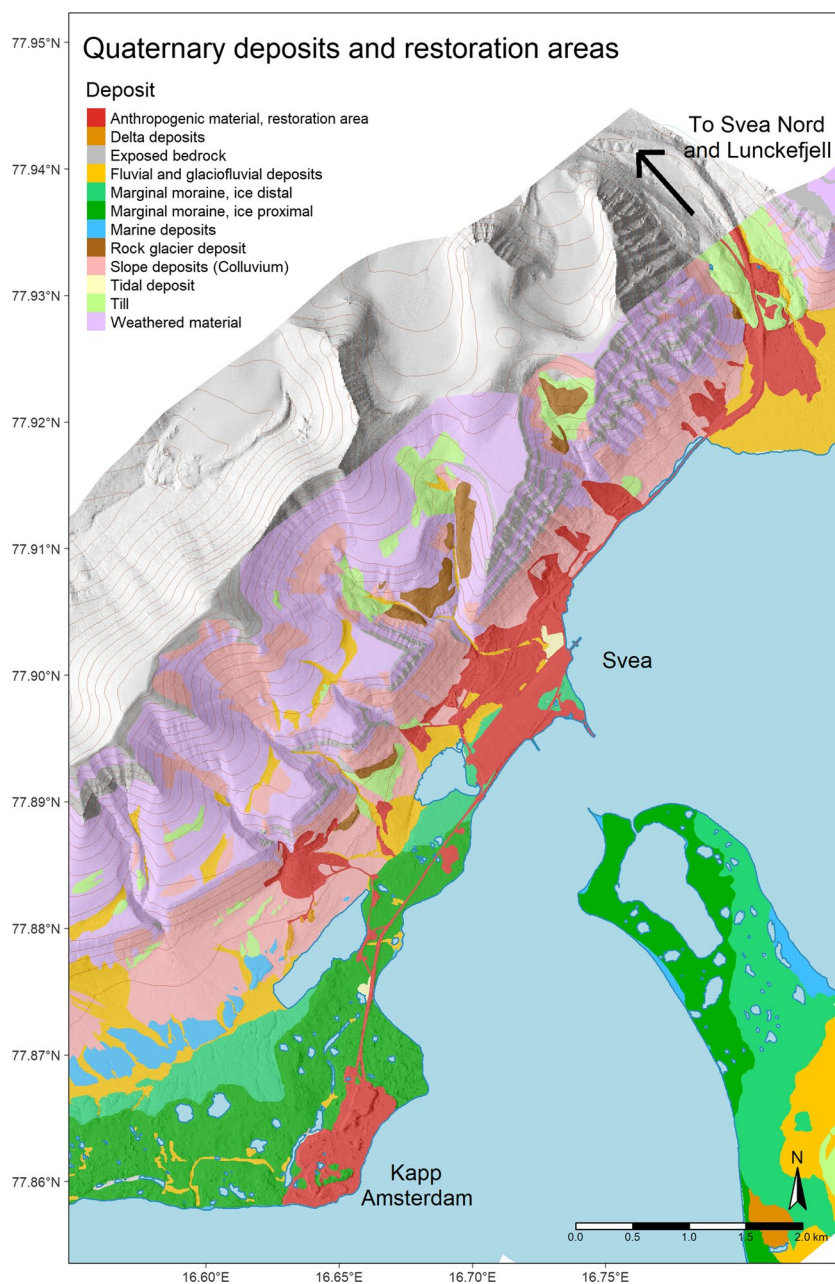 Quaternary deposits and restoration areas
Deposit
Anthropogenic material, restoration area
Delta deposits
Exposed bedrock
Fluvial and glaciofluvial deposits
Marginal moraine, ice distal
Marginal moraine, ice proximal
Marine deposits
Rock glacier deposit
Slope deposits (Colluvium)
Tidal deposit
Till
Weathered material
To Svea Nord
and Lunckefjell
Svea
Kapp
Amsterdam
N
0.0 0.5 1.0 1.5 2.0 km
77.95°N
77.94°N
77.93°N
77.92°N
77.91°N
77.90°N
77.89°N
77.88°N
77.87°N
77.86°N
16.60°E 16.65°E 16.70°E 16.75°E